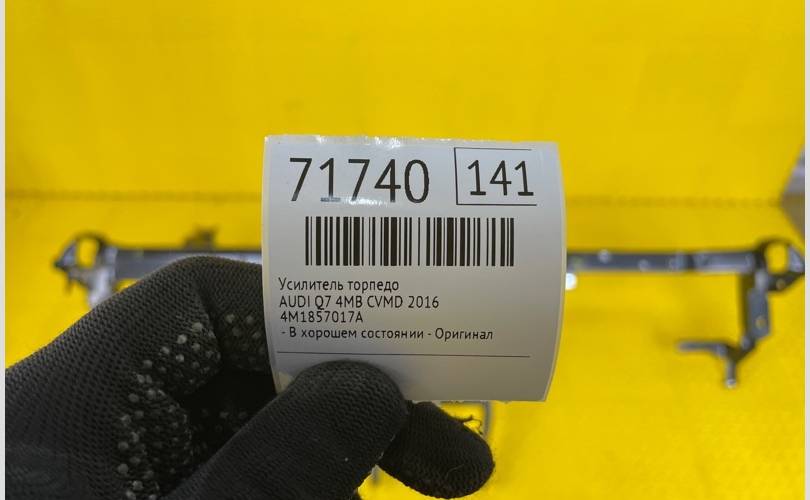 71740 141
Усилитель торпедо
AUDI Q7 4MB CVMD 2016
4M1857017A
- В хорошем состоянии - Оригинал